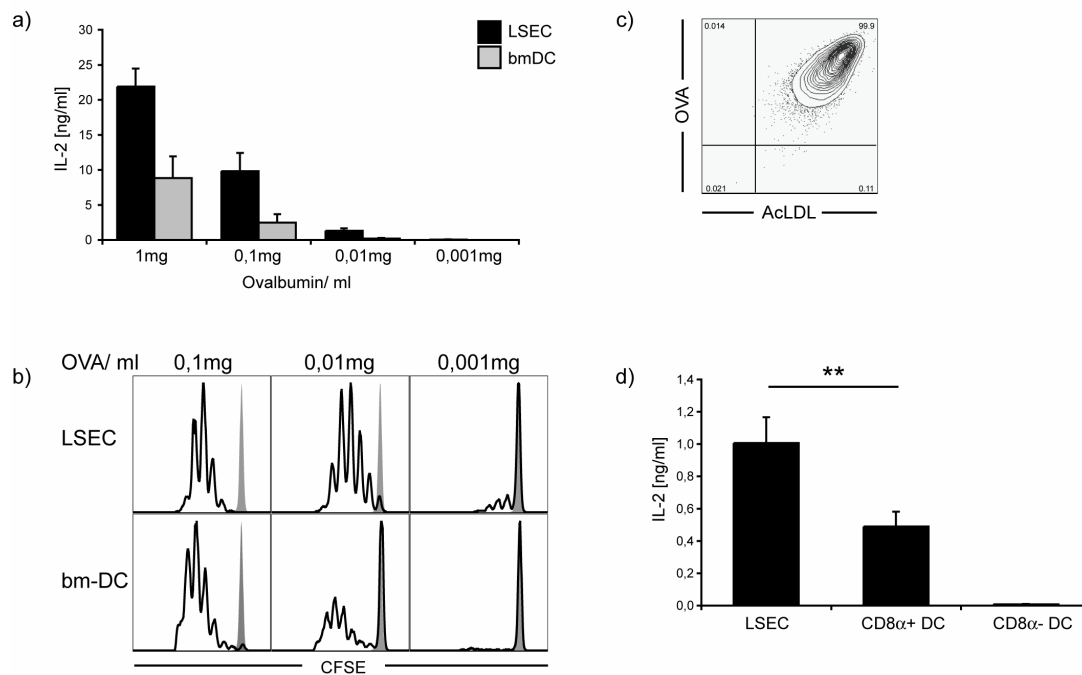 a)
30
25
20
15
10
5
0
IL-2 [ng/ml]
LSEC
bmDC
1mg 0,1mg 0,01mg 0,001mg
Ovalbumin/ ml
c)
0.014 99.9
0.021 0.11
OVA
AcLDL
b)
OVA/ ml 0,1mg 0,01mg 0,001mg
LSEC
bm-DC
CFSE
d)
1,4
1,2
1,0
0,8
0,6
0,4
0,2
0,0
IL-2 [ng/ml]
**
LSEC CD8α+ DC CD8α- DC